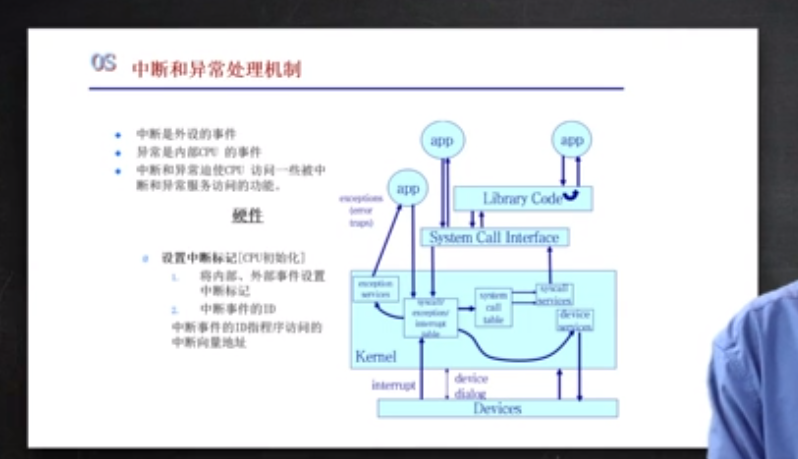 OS 中断和异常处理机制
中断是外设的事件
异常是内部CPU 的事件
中断和异常迫使CPU 访问一些被中
断和异常服务访问的功能。
硬件
设置中断标记[CPU初始化]
1. 将内部、外部事件设置
中断标记
2. 中断事件的ID
中断事件的ID指程序访问的
中断向量地址
app
app
app
exceptions
(error
traps)
Library Code
System Call Interface
exception
services
syscall/
exception/
interrupt
table
system
call
table
syscall
services
device
services
Kernel
interrupt
device
dialog
Devices